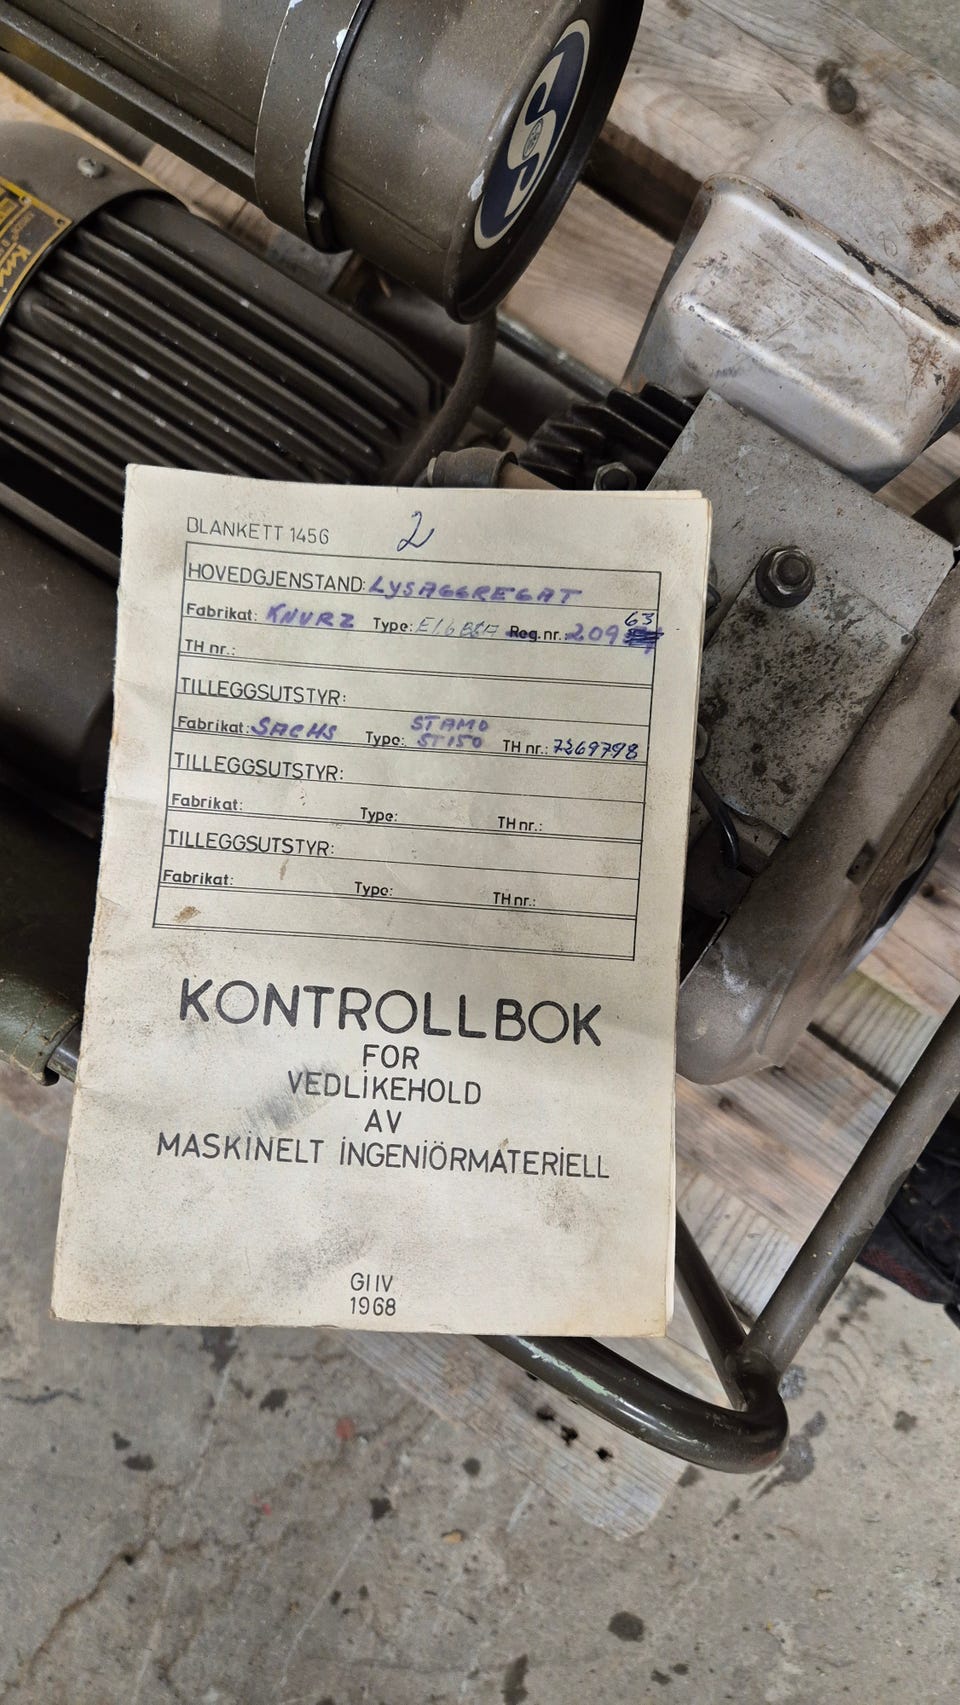 BLANKETT 1456 2
HOVEDGJENSTAND: LYSAGGREGAT
Fabrikat: KNURZ Type: Reg.nr.: 209 63
TH nr.:
TILLEGGSUTSTYR:
Fabrikat: SACHS Type: STAMO ST150 TH nr.: 7369798
TILLEGGSUTSTYR:
Fabrikat: Type: TH nr.:
TILLEGGSUTSTYR:
Fabrikat: Type: TH nr.:
KONTROLLBOK
FOR
VEDLIKEHOLD
AV
MASKINELT INGENIÖRMATERIELL
GIIV
1968